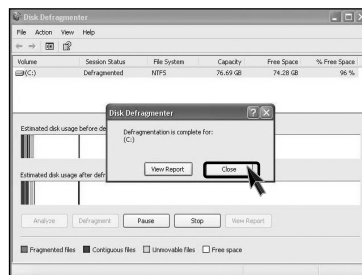 Disk Defragmenter
File Action View Help
Volume Session Status File System Capacity Free Space % Free Space
(C:) Defragmented NTFS 76.69 GB 74.28 GB 96 %
Disk Defragmenter
Defragmentation is complete for:
(C:)
View Report Close
Estimated disk usage before de
Estimated disk usage after defr
Analyze Defragment Pause Stop View Report
Fragmented files Contiguous files Unmovable files Free space